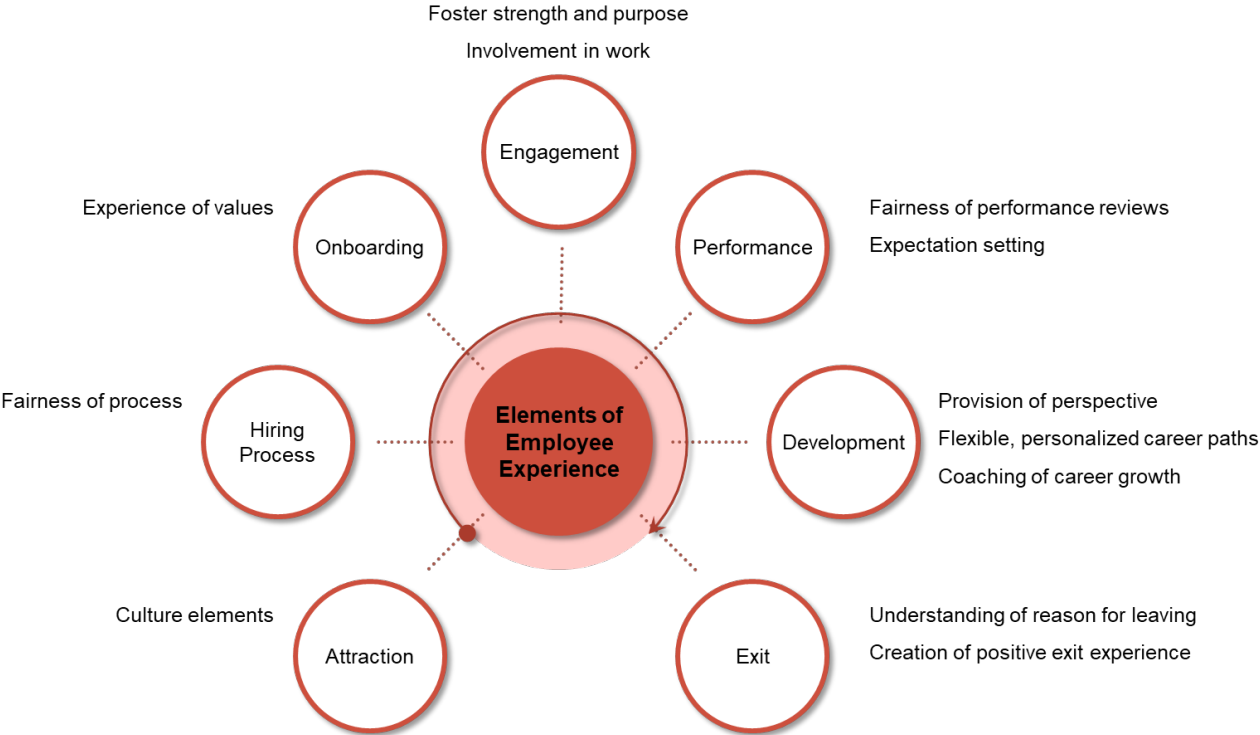 Foster strength and purpose
Involvement in work
Engagement
Experience of values
Onboarding
Performance
Fairness of performance reviews
Expectation setting
Fairness of process
Hiring
Process
Elements of
Employee
Experience
Development
Provision of perspective
Flexible, personalized career paths
Coaching of career growth
Culture elements
Attraction
Exit
Understanding of reason for leaving
Creation of positive exit experience